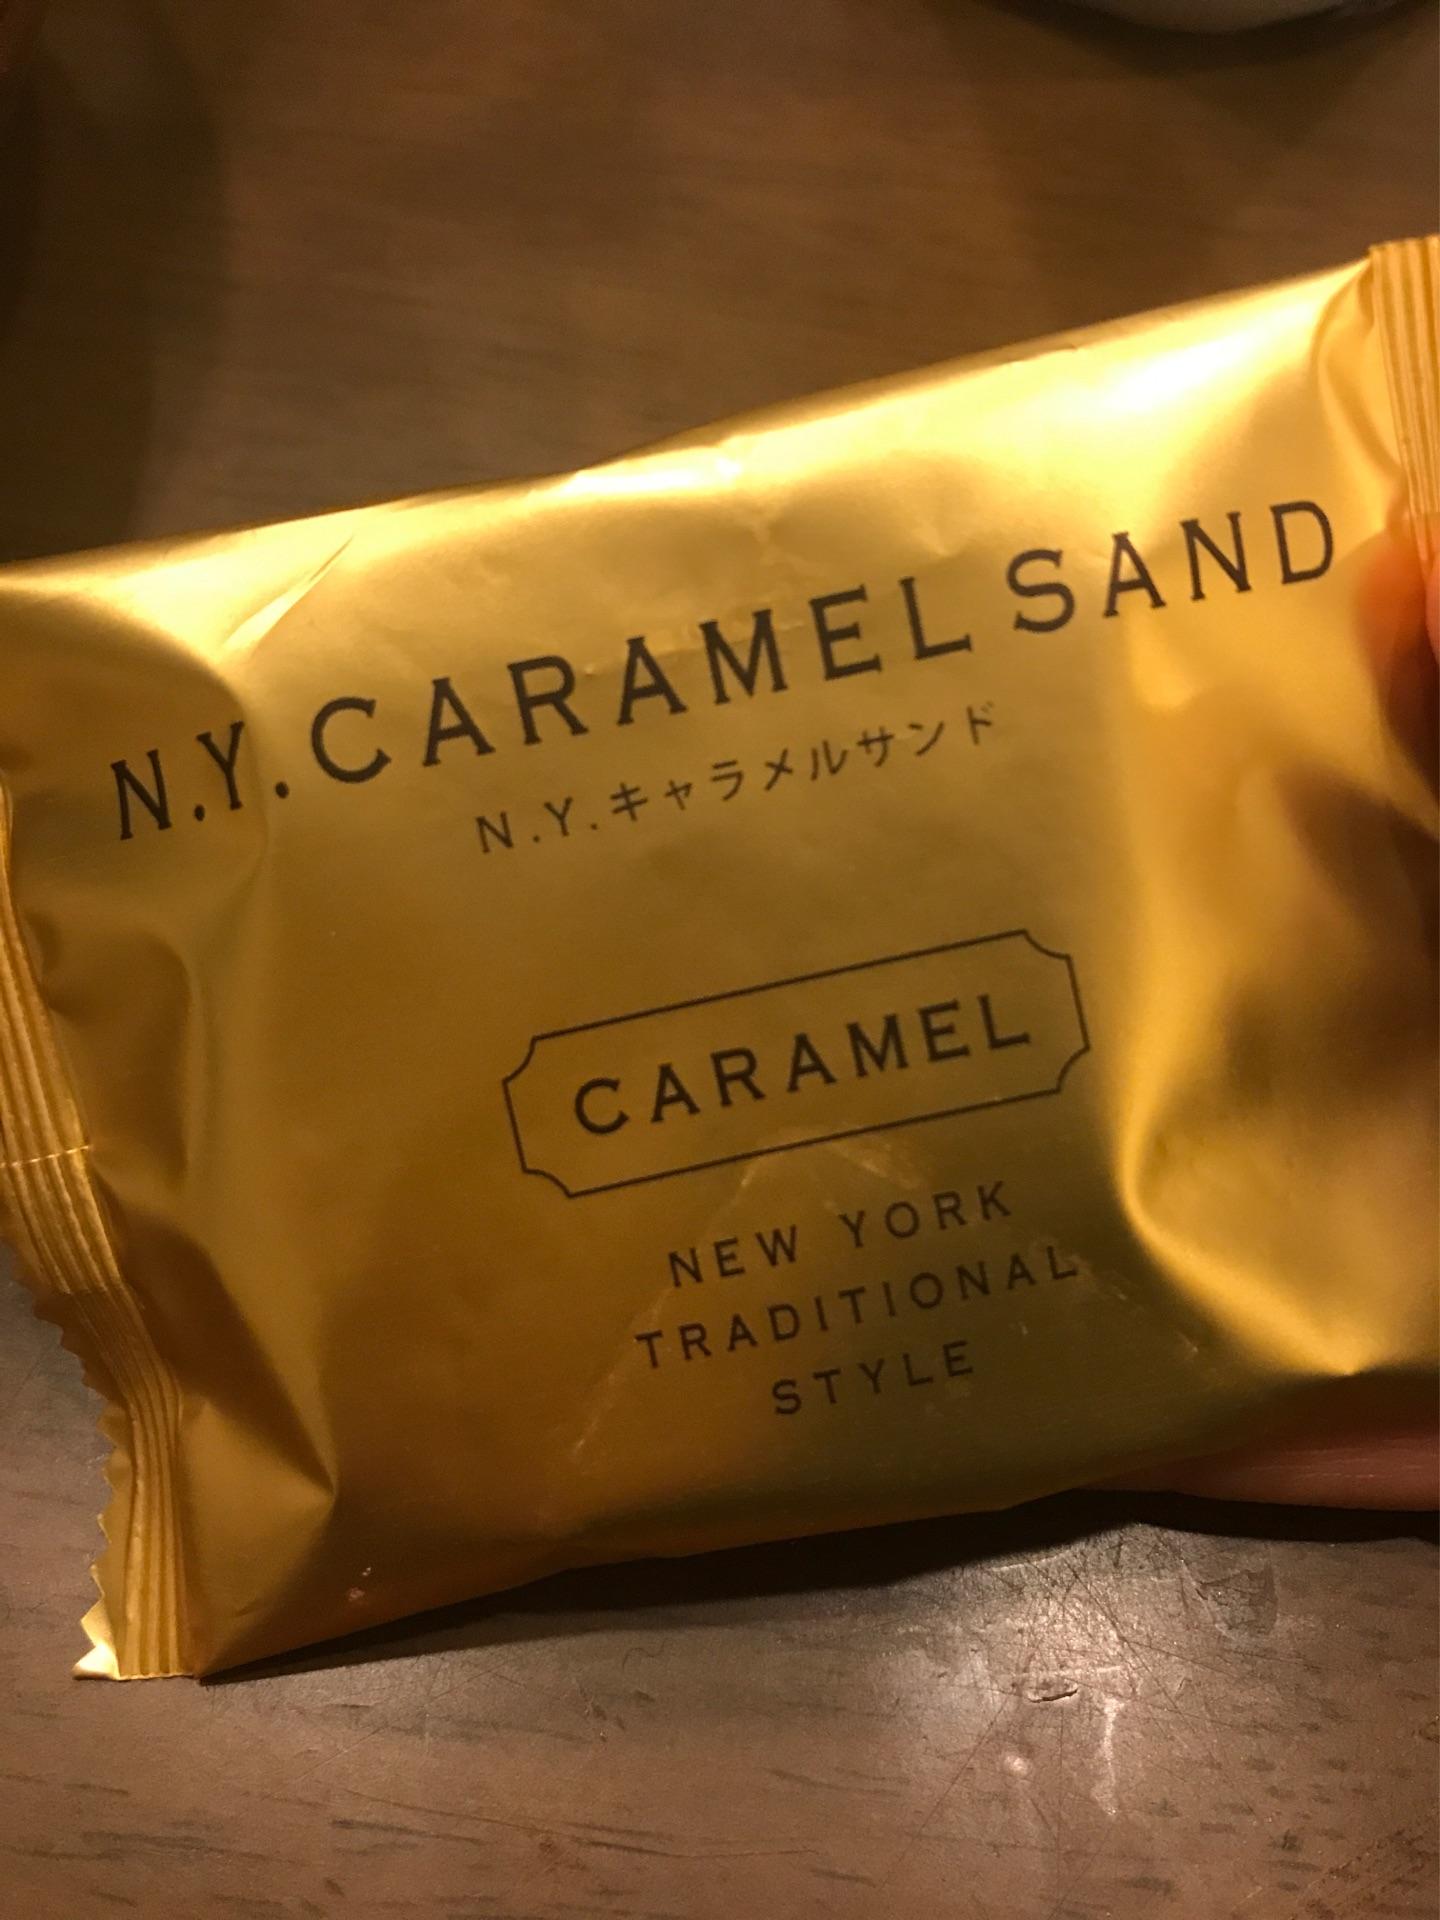 N.Y. CARAMEL SAND
N.Y.キャラメルサンド
CARAMEL
NEW YORK
TRADITIONAL
STYLE